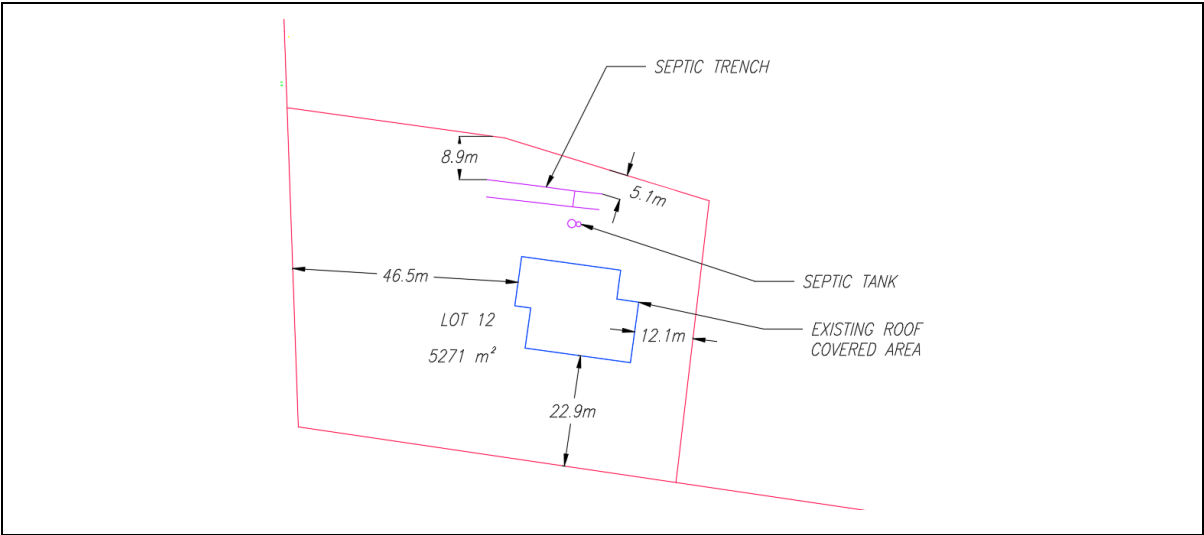 SEPTIC TRENCH
8.9m
5.1m
SEPTIC TANK
46.5m
LOT 12
5271 m²
EXISTING ROOF
COVERED AREA
12.1m
22.9m